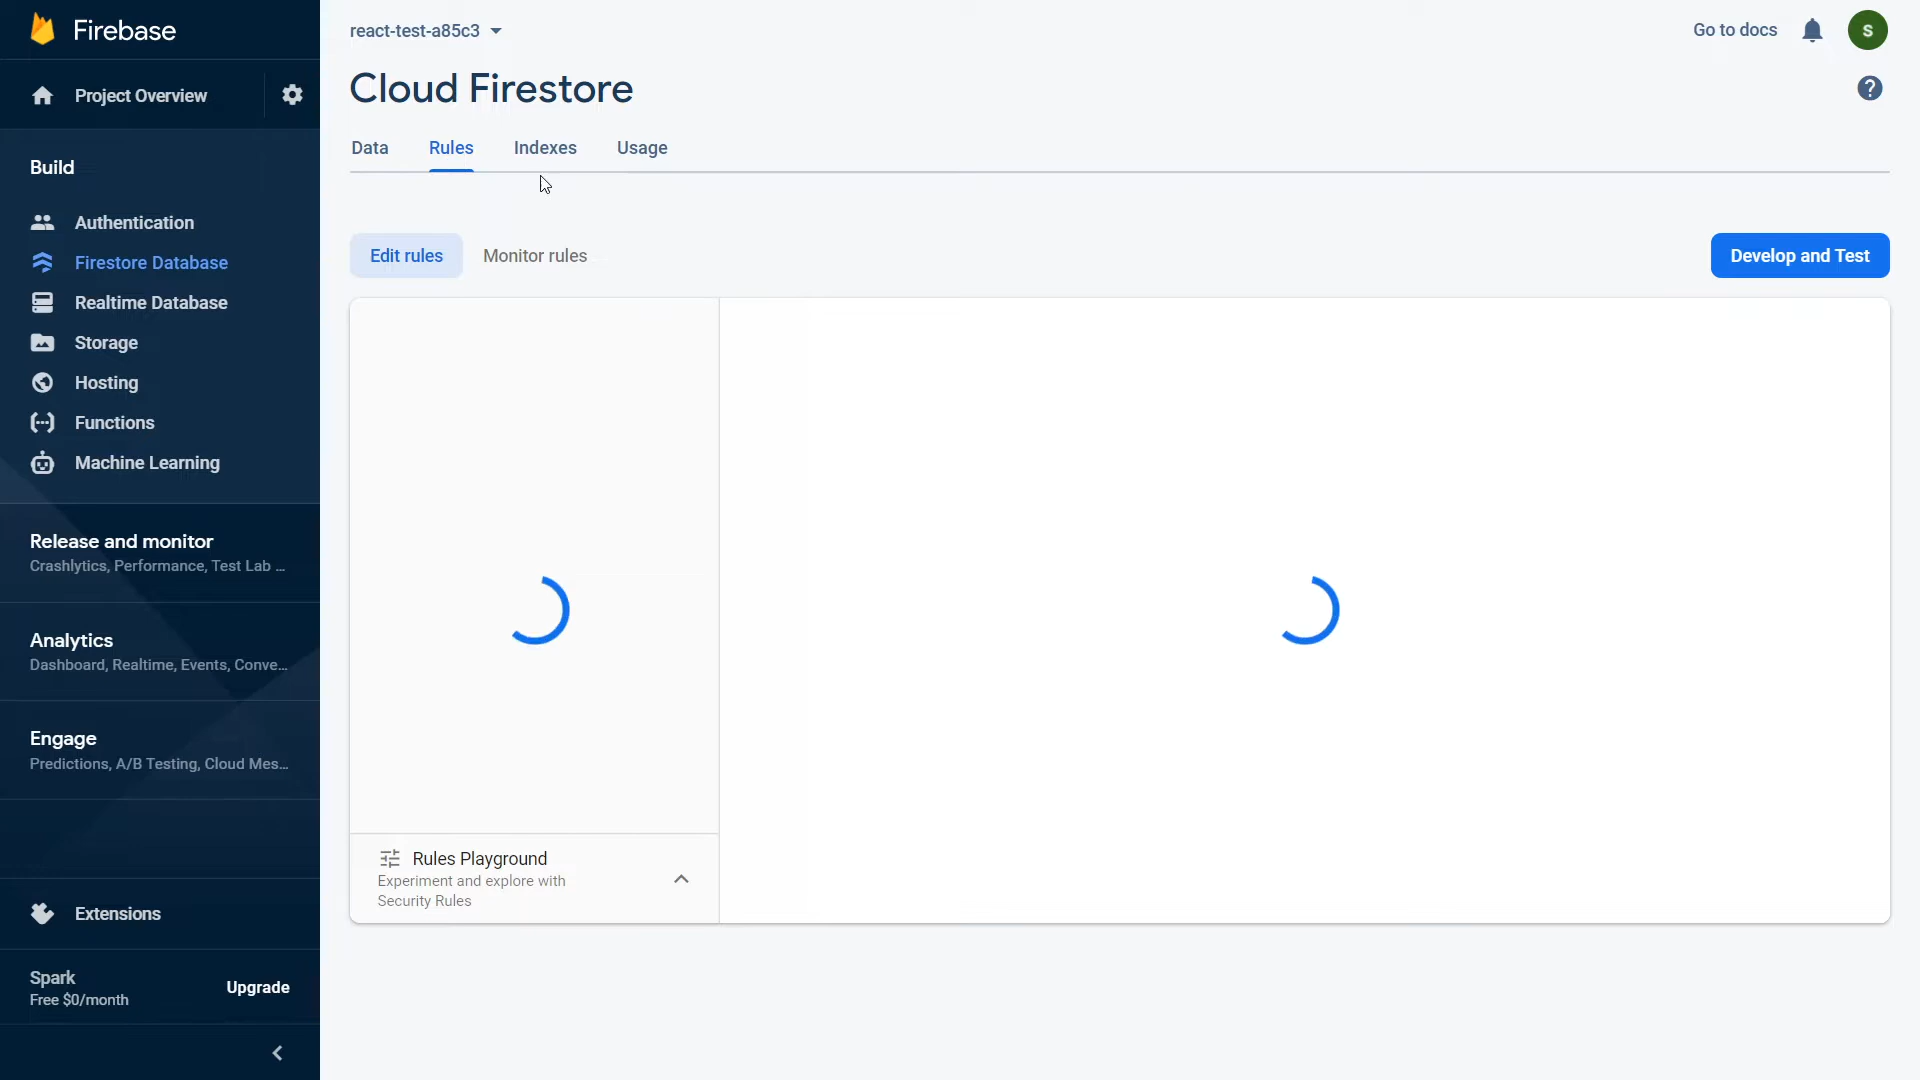 Firebase
Project Overview
Build
Authentication
Firestore Database
Realtime Database
Storage
Hosting
Functions
Machine Learning
Release and monitor
Crashlytics, Performance, Test Lab ...
Analytics
Dashboard, Realtime, Events, Conve...
Engage
Predictions, A/B Testing, Cloud Mes...
Extensions
Spark
Free $0/month
Upgrade
react-test-a85c3
Go to docs
S
Cloud Firestore
?
Data Rules Indexes Usage
Edit rules Monitor rules
Develop and Test
Rules Playground
Experiment and explore with
Security Rules